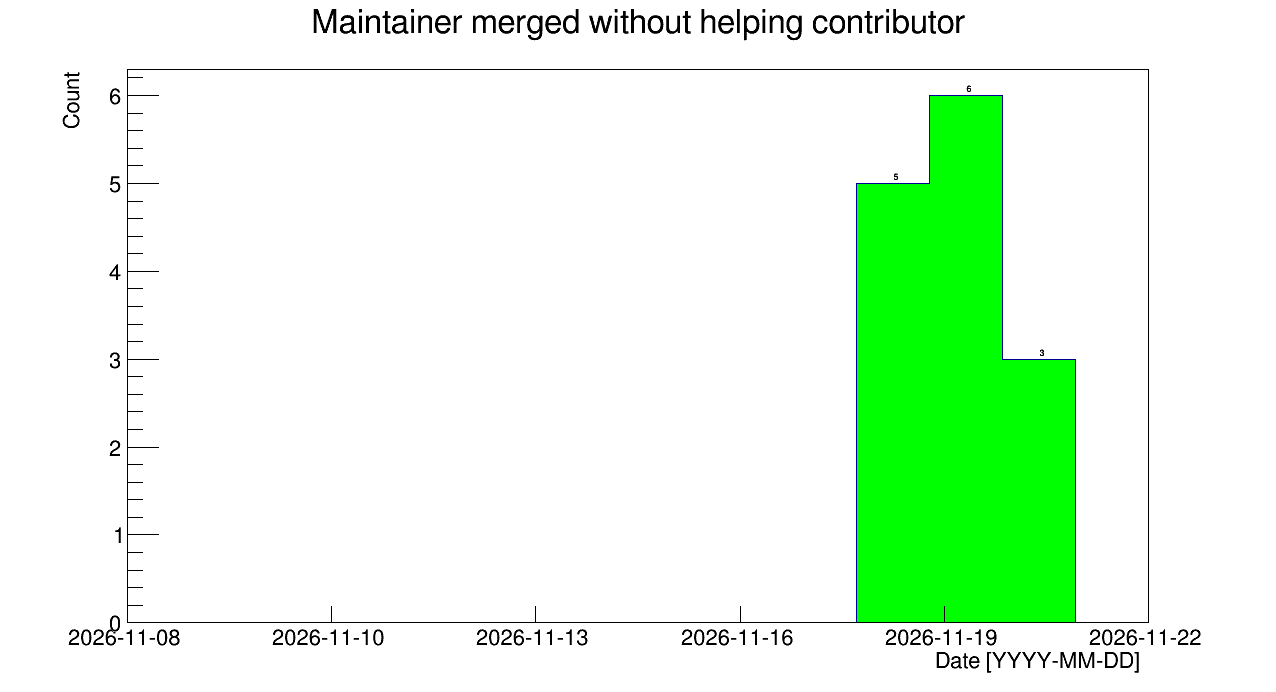 Maintainer merged without helping contributor
Count
6
5
4
3
2
1
0
5
6
3
2026-11-08 2026-11-10 2026-11-13 2026-11-16 2026-11-19 2026-11-22
Date [YYYY-MM-DD]